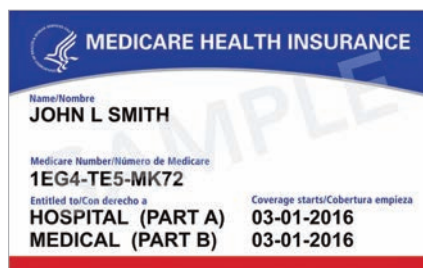 MEDICARE HEALTH INSURANCE
Name/Nombre
JOHN L SMITH
Medicare Number/Número de Medicare
1EG4-TE5-MK72
Entitled to/Con derecho a Coverage starts/Cobertura empieza
HOSPITAL (PART A) 03-01-2016
MEDICAL (PART B) 03-01-2016
SAMPLE